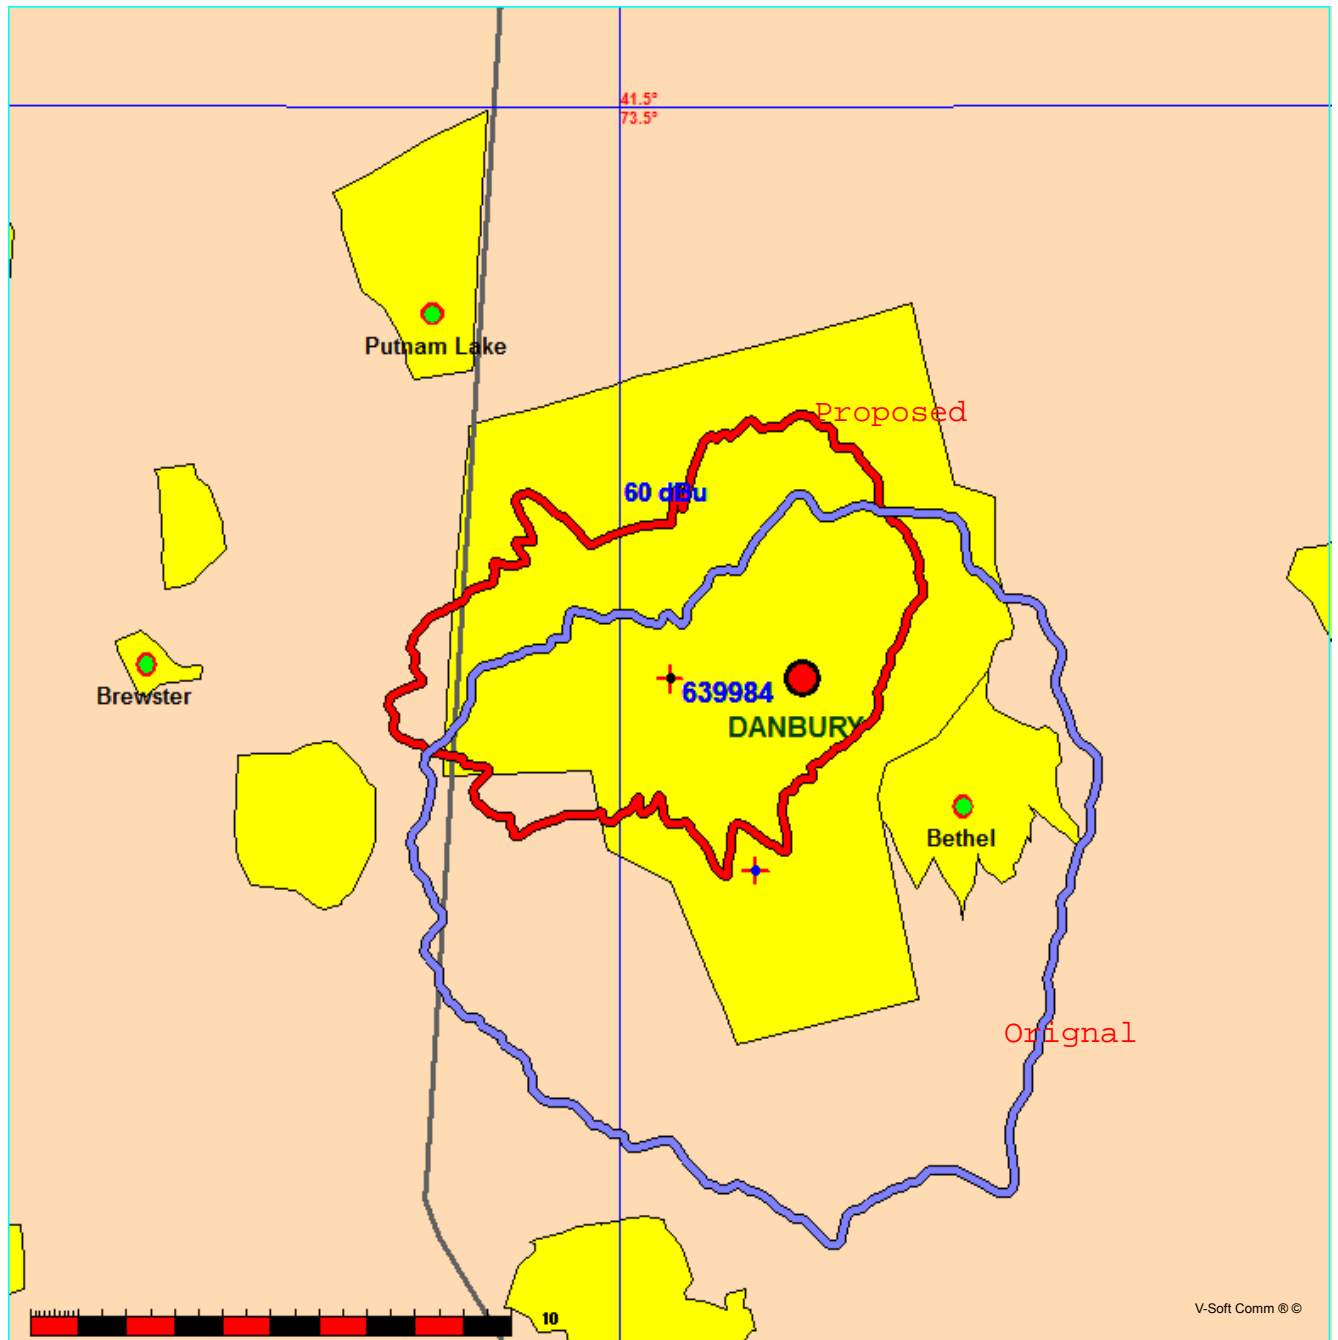 41.5°
73.5°
Putnam Lake
Proposed
60 dBu
Brewster
639984
DANBURY
Bethel
Orignal
10
V-Soft Comm ® ©